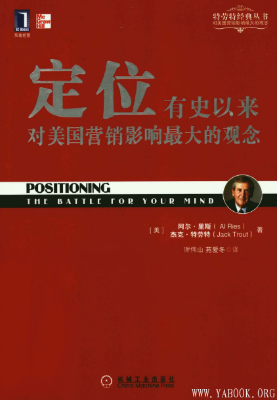 特·劳特经典丛书
定位
有史以来
对美国营销影响最大的观念
POSITIONING
THE BATTLE FOR YOUR MIND
[美] 阿尔·里斯(Al Ries)
杰克·特劳特(Jack Trout) 著
谢伟山 苑爱冬 译
机械工业出版社
WWW.YABOOK.ORG